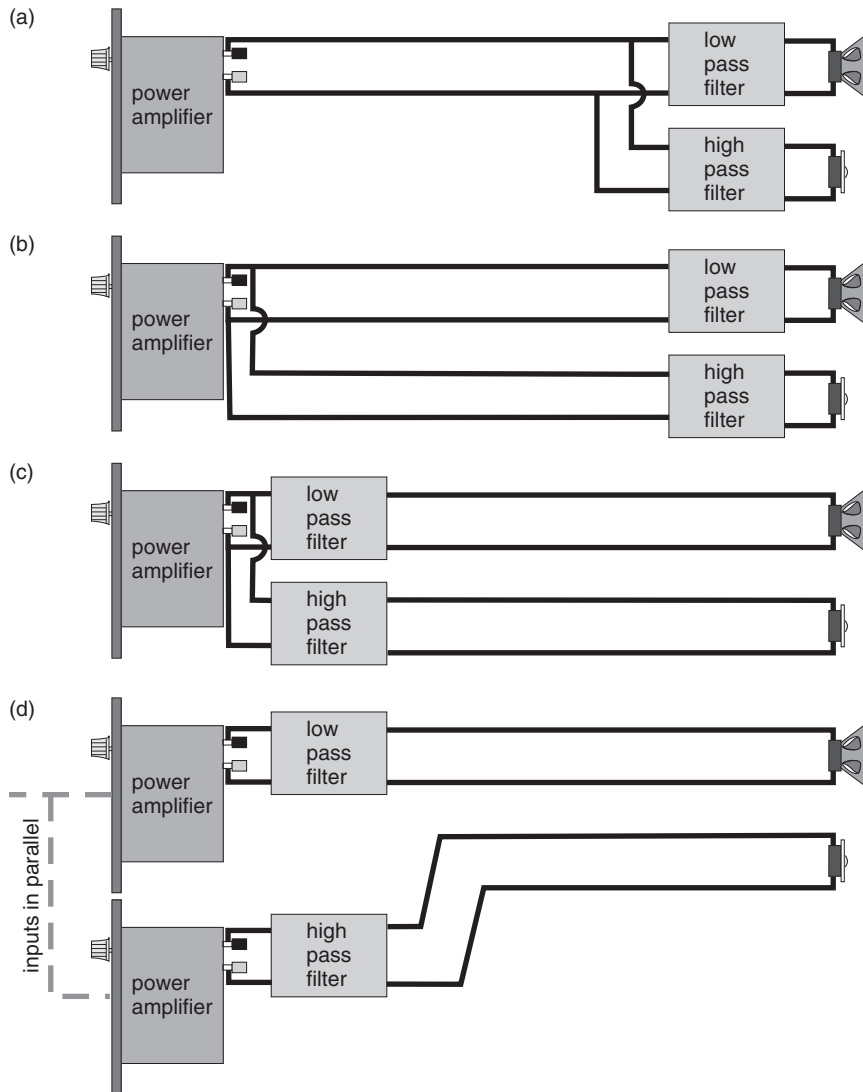 (a)
power
amplifier
low
pass
filter
high
pass
filter
(b)
power
amplifier
low
pass
filter
high
pass
filter
(c)
power
amplifier
low
pass
filter
high
pass
filter
(d)
power
amplifier
low
pass
filter
inputs in parallel
power
amplifier
high
pass
filter